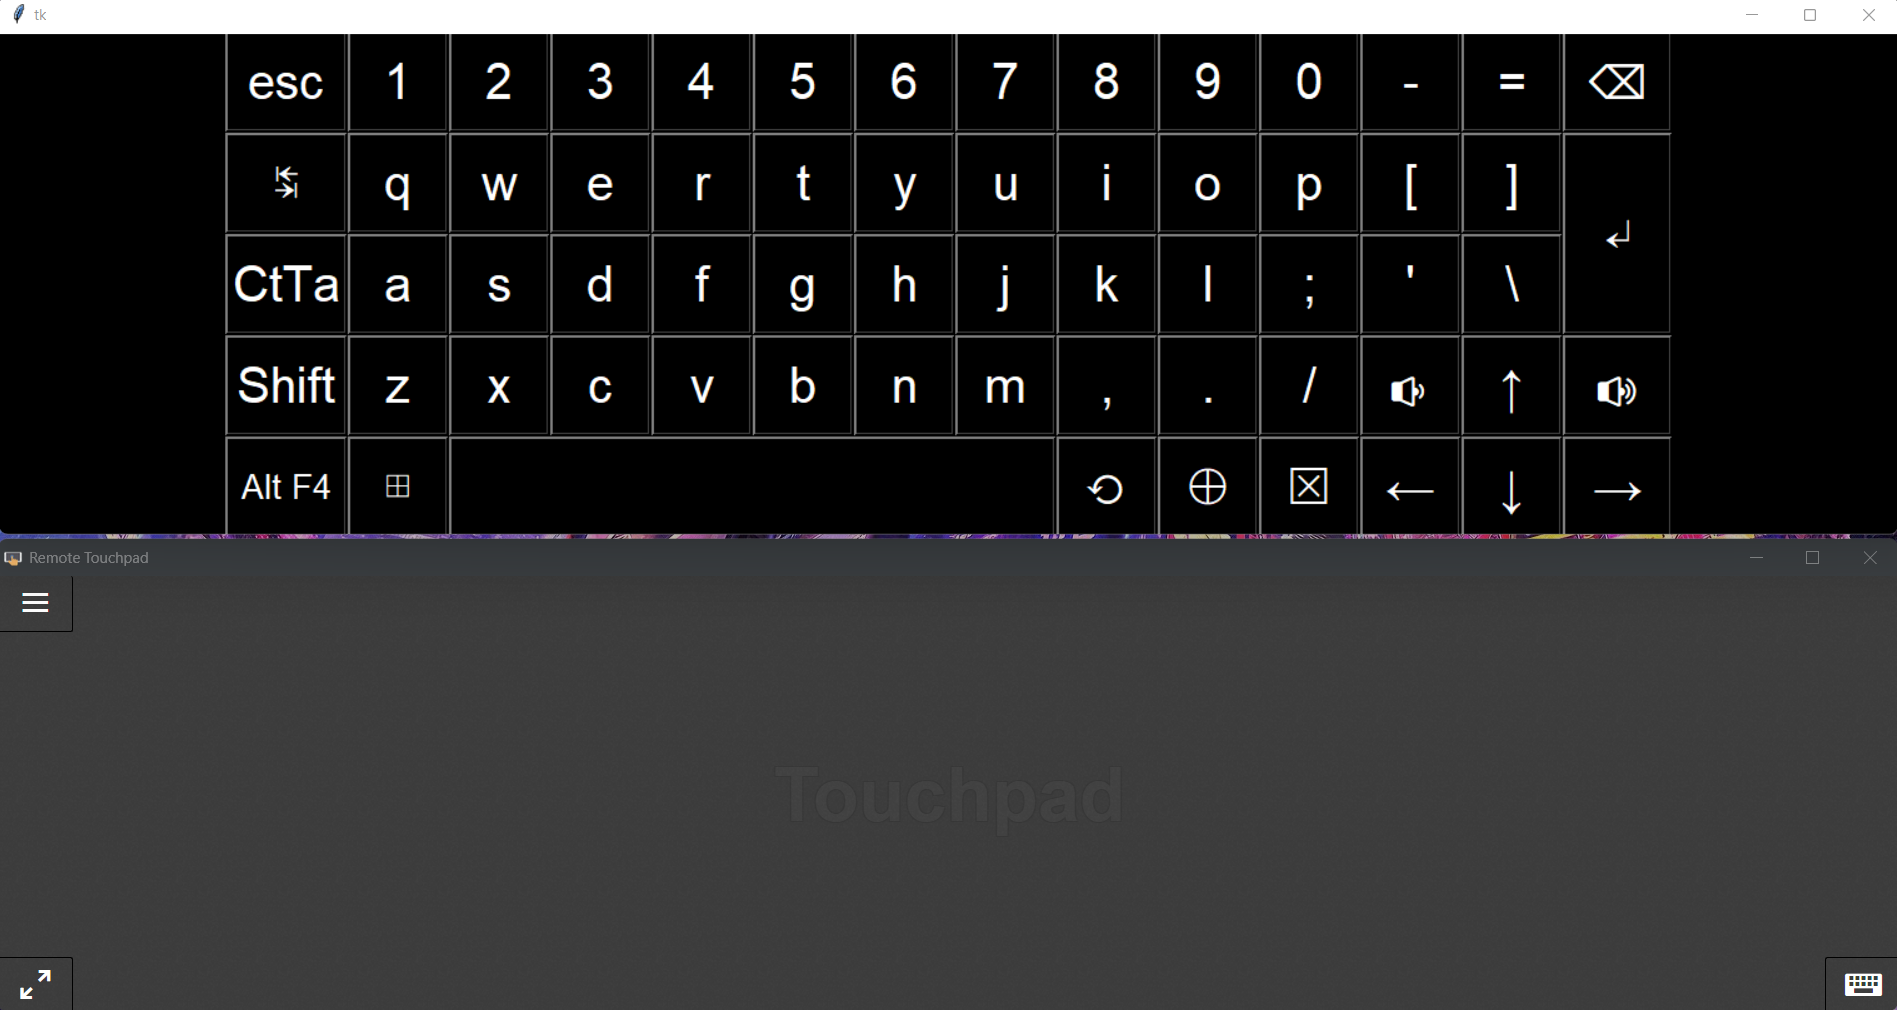 tk
esc 1 2 3 4 5 6 7 8 9 0 - = ⌫
↹ q w e r t y u i o p [ ] ↲
CtTa a s d f g h j k l ; ' \
Shift z x c v b n m , . / ↑
Alt F4 ⊞ ⟲ ⊕ ☒ ← ↓ →
Remote Touchpad
Touchpad